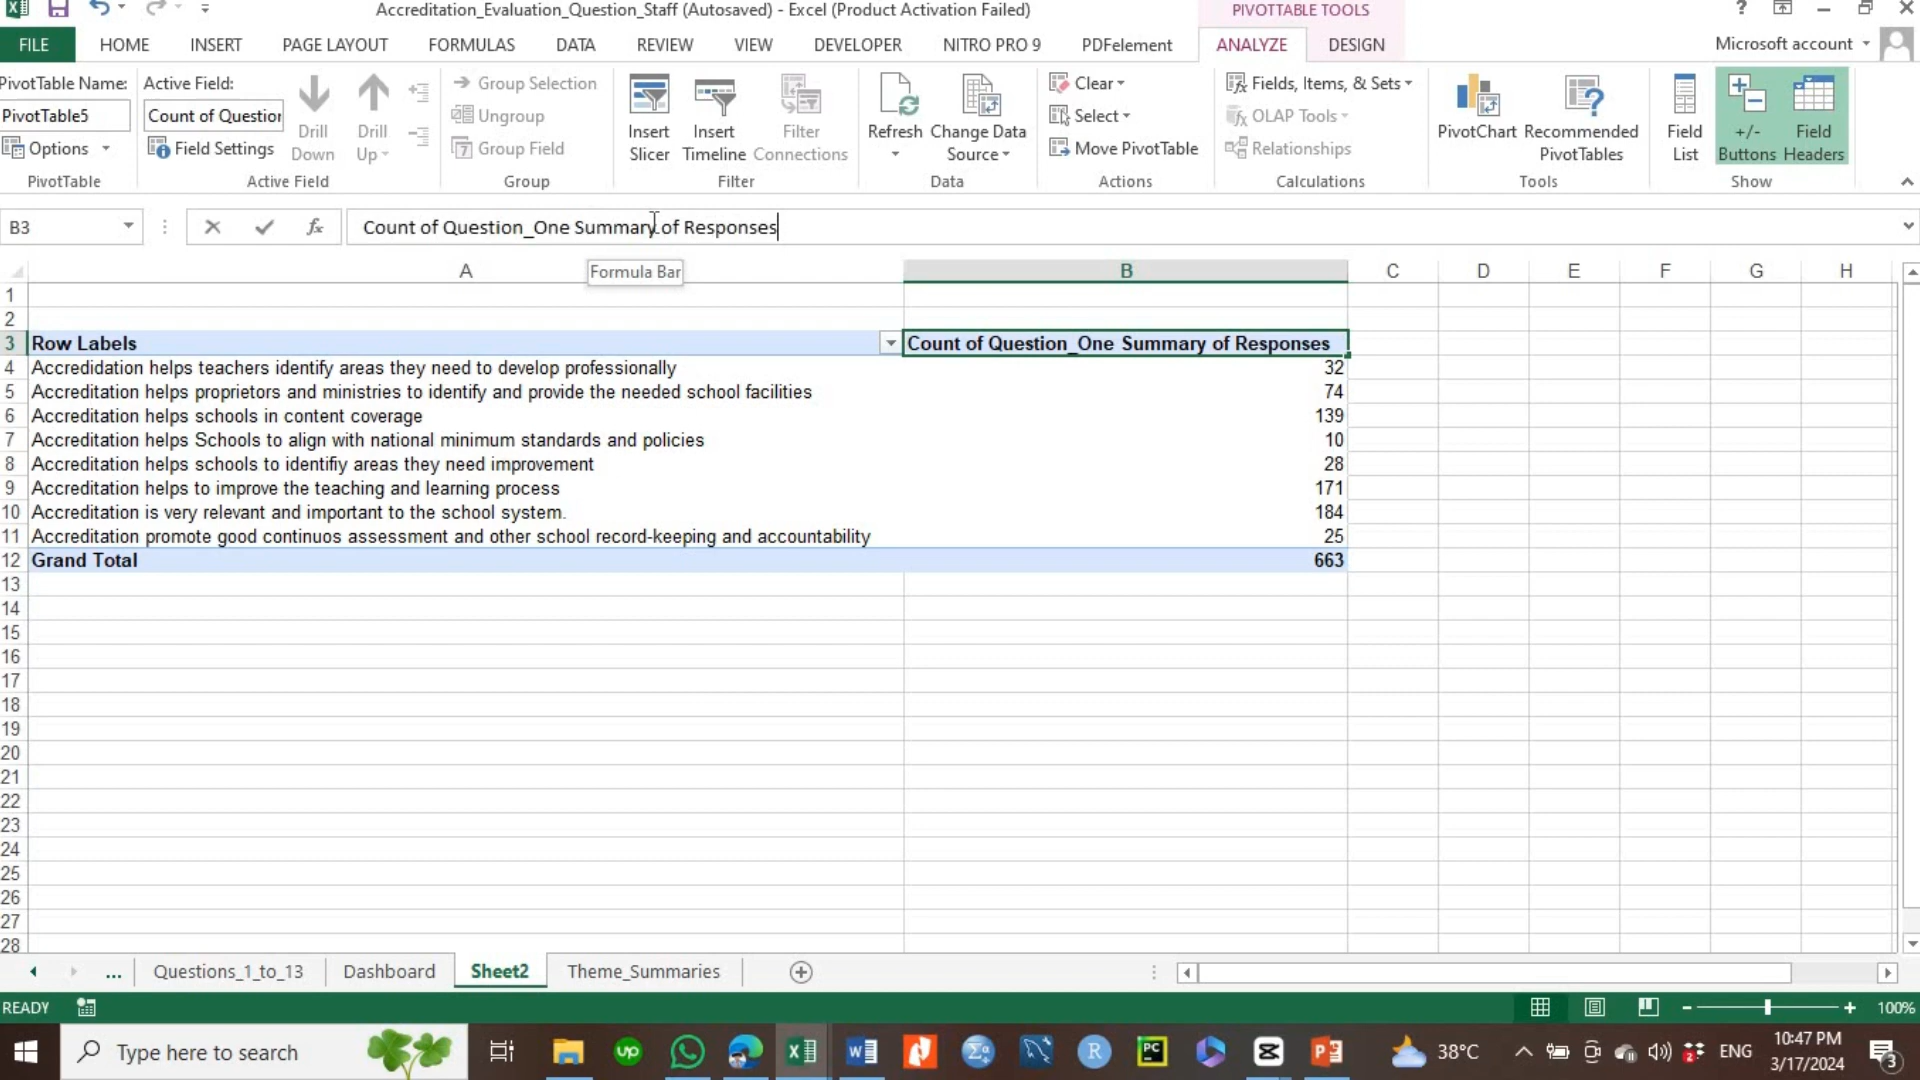 Accreditation_Evaluation_Question_Staff (Autosaved) - Excel (Product Activation Failed)
PIVOTTABLE TOOLS
?
FILE HOME INSERT PAGE LAYOUT FORMULAS DATA REVIEW VIEW DEVELOPER NITRO PRO 9 PDFelement ANALYZE DESIGN Microsoft account
PivotTable Name:
PivotTable5
Options
PivotTable
Active Field:
Count of Question
Field Settings
Drill Down
Drill Up
Active Field
Group Selection
Ungroup
Group Field
Group
Insert Slicer
Insert Timeline
Filter Connections
Filter
Refresh
Change Data Source
Data
Clear
Select
Move PivotTable
Actions
Fields, Items, & Sets
OLAP Tools
Relationships
Calculations
PivotChart
Recommended PivotTables
Tools
Field List
+/- Buttons
Field Headers
Show
B3 fx Count of Question_One Summary of Responses
Formula Bar
A B C D E F G H
1
2
3 Row Labels Count of Question_One Summary of Responses
4 Accredidation helps teachers identify areas they need to develop professionally 32
5 Accreditation helps proprietors and ministries to identify and provide the needed school facilities 74
6 Accreditation helps schools in content coverage 139
7 Accreditation helps Schools to align with national minimum standards and policies 10
8 Accreditation helps schools to identifiy areas they need improvement 28
9 Accreditation helps to improve the teaching and learning process 171
10 Accreditation is very relevant and important to the school system. 184
11 Accreditation promote good continuos assessment and other school record-keeping and accountability 25
12 Grand Total 663
13
14
15
16
17
18
19
20
21
22
23
24
25
26
27
28
... Questions_1_to_13 Dashboard Sheet2 Theme_Summaries
READY 100%
Type here to search
up
W
R
PC
38°C
ENG
10:47 PM
3/17/2024
3